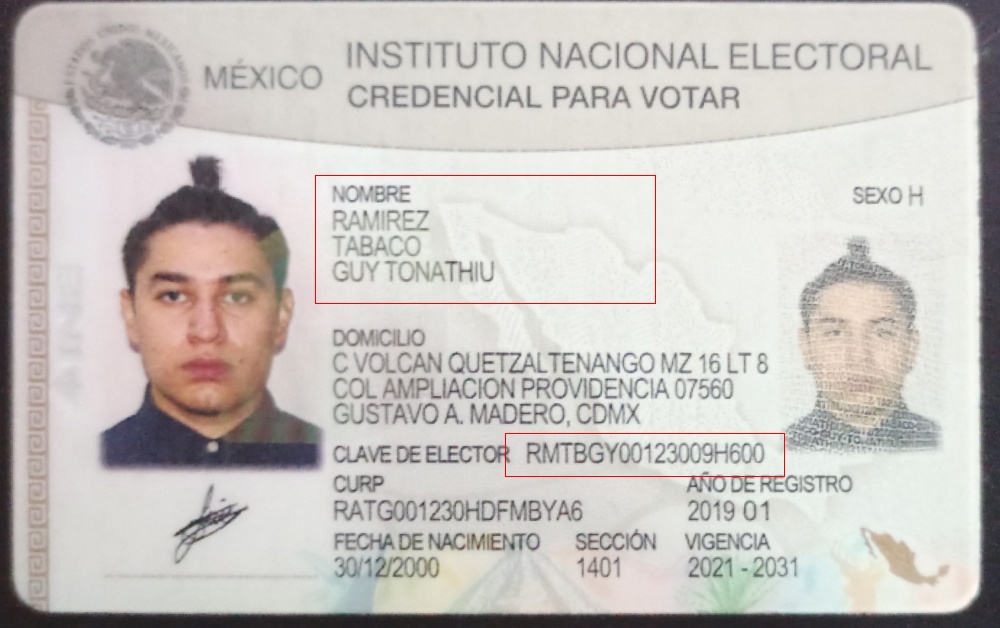 MÉXICO
INSTITUTO NACIONAL ELECTORAL
CREDENCIAL PARA VOTAR
NOMBRE
RAMIREZ
TABACO
GUY TONATHIU
SEXO H
DOMICILIO
C VOLCAN QUETZALTENANGO MZ 16 LT 8
COL AMPLIACION PROVIDENCIA 07560
GUSTAVO A. MADERO, CDMX
CLAVE DE ELECTOR RMTBGY00123009H600
CURP
RATG001230HDFMBYA6
AÑO DE REGISTRO
2019 01
FECHA DE NACIMIENTO
30/12/2000
SECCIÓN
1401
VIGENCIA
2021 - 2031